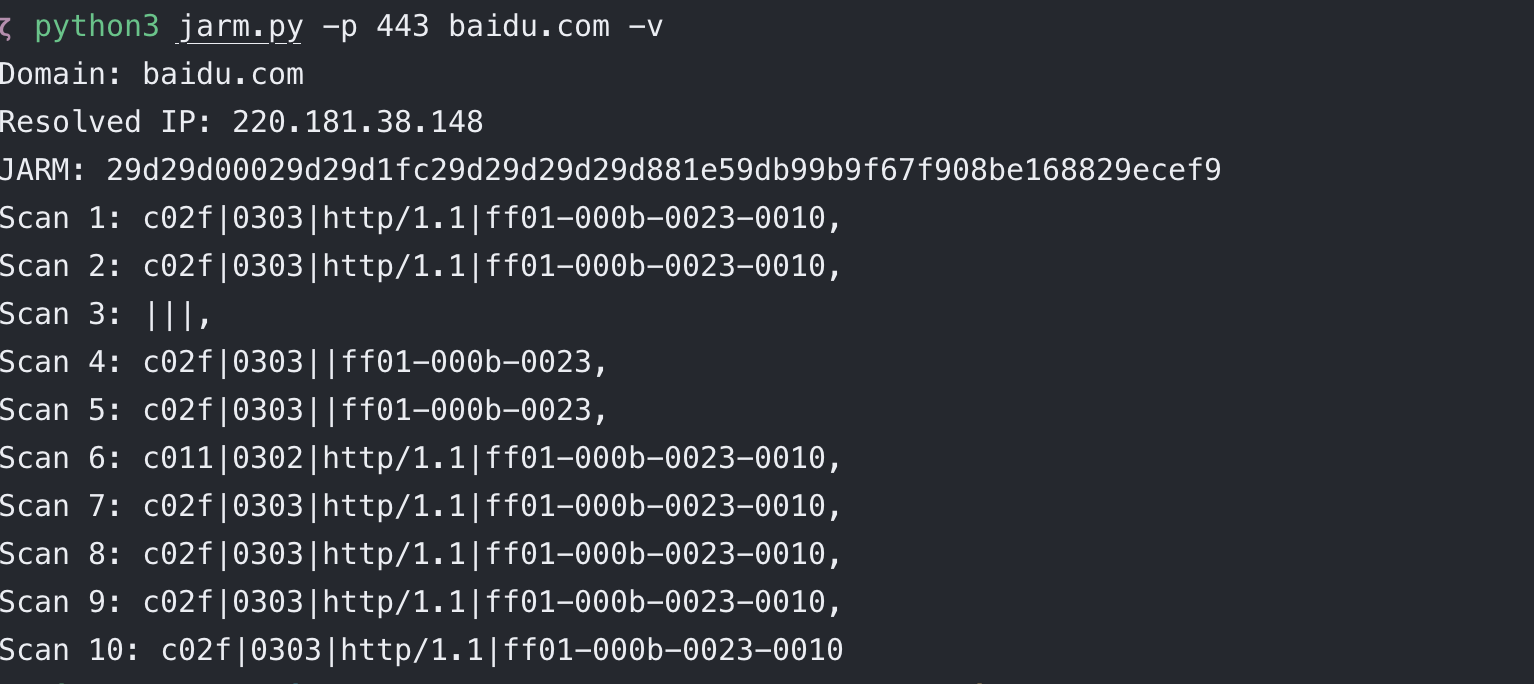 python3 jarm.py -p 443 baidu.com -v
Domain: baidu.com
Resolved IP: 220.181.38.148
JARM: 29d29d00029d29d1fc29d29d29d29d881e59db99b9f67f908be168829ecef9
Scan 1: c02f|0303|http/1.1|ff01-000b-0023-0010,
Scan 2: c02f|0303|http/1.1|ff01-000b-0023-0010,
Scan 3: |||,
Scan 4: c02f|0303||ff01-000b-0023,
Scan 5: c02f|0303||ff01-000b-0023,
Scan 6: c011|0302|http/1.1|ff01-000b-0023-0010,
Scan 7: c02f|0303|http/1.1|ff01-000b-0023-0010,
Scan 8: c02f|0303|http/1.1|ff01-000b-0023-0010,
Scan 9: c02f|0303|http/1.1|ff01-000b-0023-0010,
Scan 10: c02f|0303|http/1.1|ff01-000b-0023-0010